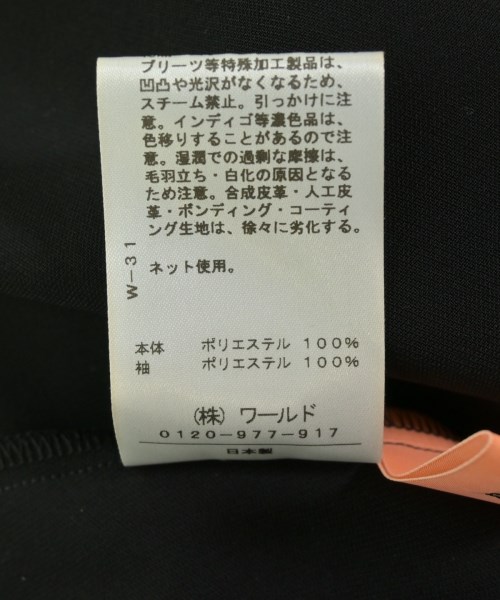 プリーツ等特殊加工製品は、
凹凸や光沢がなくなるため、
スチーム禁止。引っかけに注
意。インディゴ等濃色品は、
色移りすることがあるので注
意。湿潤での過剰な摩擦は、
毛羽立ち・白化の原因となる
ため注意。合成皮革・人工皮
革・ボンディング・コーティ
ング生地は、徐々に劣化する。
W-31
ネット使用。
本体 ポリエステル 100%
袖 ポリエステル 100%
(株) ワールド
0120-977-917
日本製